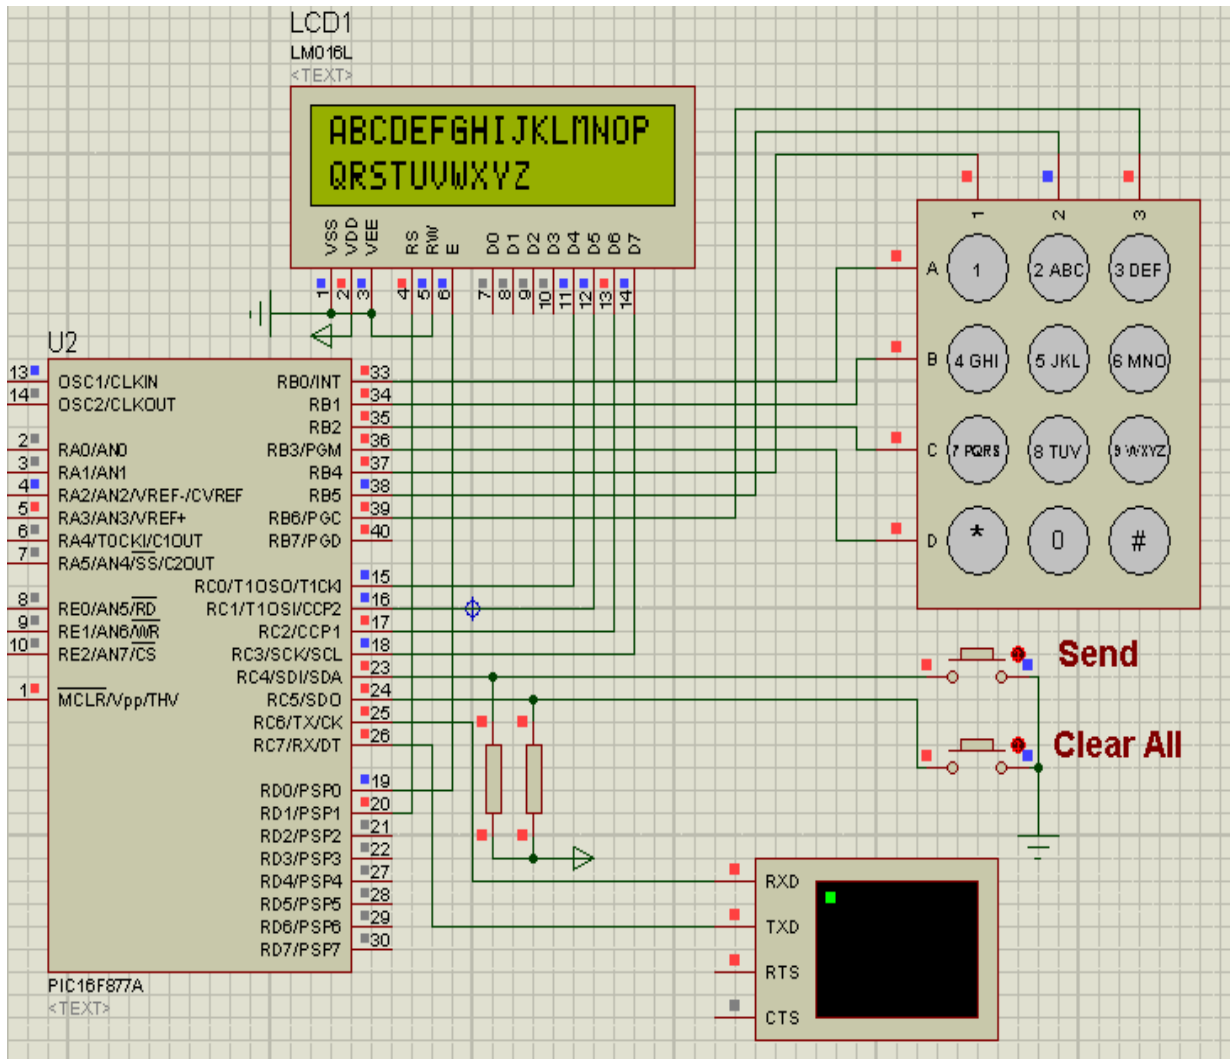 LCD1
LM016L
<TEXT>
ABCDEFGHIJKLMNOP
QRSTUVWXYZ
VSS VDD VEE RS RW E D0 D1 D2 D3 D4 D5 D6 D7
1 2 3 4 5 6 7 8 9 10 11 12 13 14
1 2 3
A 1 2 ABC 3 DEF
B 4 GHI 5 JKL 6 MNO
C 7 PQRS 8 TUV 9 WXYZ
D * 0 #
U2
13 OSC1/CLKIN RB0/INT 33
14 OSC2/CLKOUT RB1 34
RB2 35
2 RA0/AN0 RB3/PGM 36
3 RA1/AN1 RB4 37
4 RA2/AN2/VREF-/CVREF RB5 38
5 RA3/AN3/VREF+ RB6/PGC 39
6 RA4/T0CKI/C1OUT RB7/PGD 40
7 RA5/AN4/SS/C2OUT
RC0/T1OSO/T1CKI 15
8 RE0/AN5/RD RC1/T1OSI/CCP2 16
9 RE1/AN6/WR RC2/CCP1 17
10 RE2/AN7/CS RC3/SCK/SCL 18
RC4/SDI/SDA 23
1 MCLR/Vpp/THV RC5/SDO 24
RC6/TX/CK 25
RC7/RX/DT 26
RD0/PSP0 19
RD1/PSP1 20
RD2/PSP2 21
RD3/PSP3 22
RD4/PSP4 27
RD5/PSP5 28
RD6/PSP6 29
RD7/PSP7 30
PIC16F877A
<TEXT>
Send
Clear All
RXD
TXD
RTS
CTS